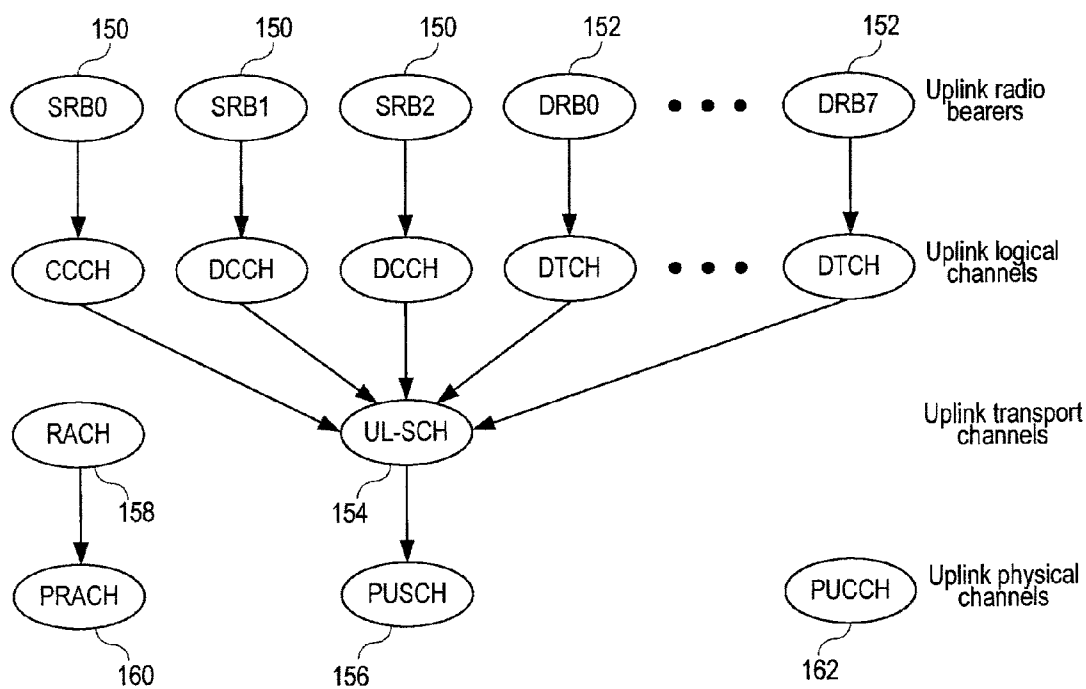 150
150
150
152
152
SRB0
SRB1
SRB2
DRB0
DRB7
Uplink radio
bearers
CCCH
DCCH
DCCH
DTCH
DTCH
Uplink logical
channels
RACH
UL-SCH
Uplink transport
channels
158
154
PRACH
PUSCH
PUCCH
Uplink physical
channels
160
156
162